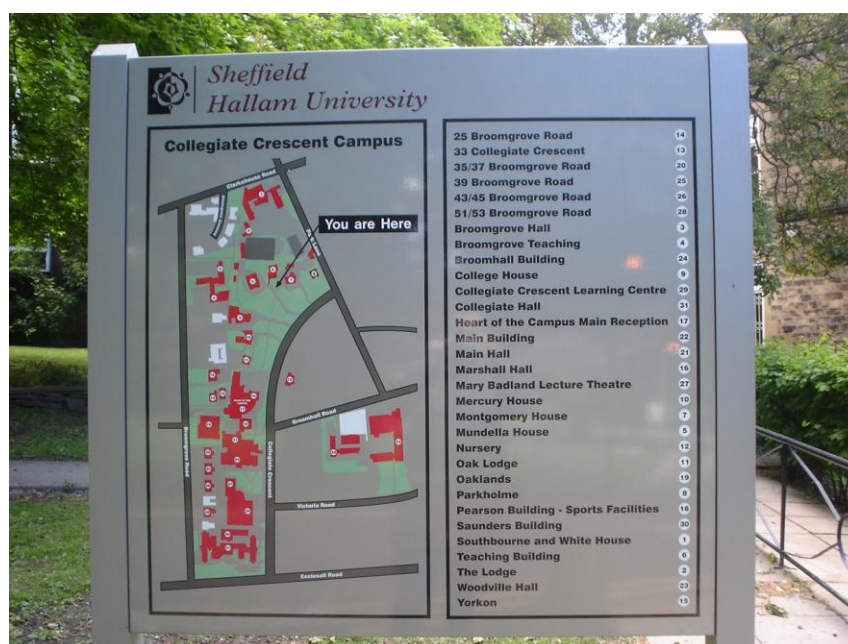 Sheffield
Hallam University
Collegiate Crescent Campus
Clarkehouse Road
You are Here
Broomhall Road
Broomgrove Road
Collegiate Crescent
Victoria Road
Ecclesall Road
25 Broomgrove Road 14
33 Collegiate Crescent 13
35/37 Broomgrove Road 20
39 Broomgrove Road 25
43/45 Broomgrove Road 26
51/53 Broomgrove Road 28
Broomgrove Hall 3
Broomgrove Teaching 4
Broomhall Building 24
College House 9
Collegiate Crescent Learning Centre 29
Collegiate Hall 31
Heart of the Campus Main Reception 17
Main Building 22
Main Hall 21
Marshall Hall 16
Mary Badland Lecture Theatre 27
Mercury House 10
Montgomery House 7
Mundella House 5
Nursery 12
Oak Lodge 11
Oaklands 19
Parkholme 8
Pearson Building - Sports Facilities 18
Saunders Building 30
Southbourne and White House 1
Teaching Building 6
The Lodge 2
Woodville Hall 23
Yorkon 15